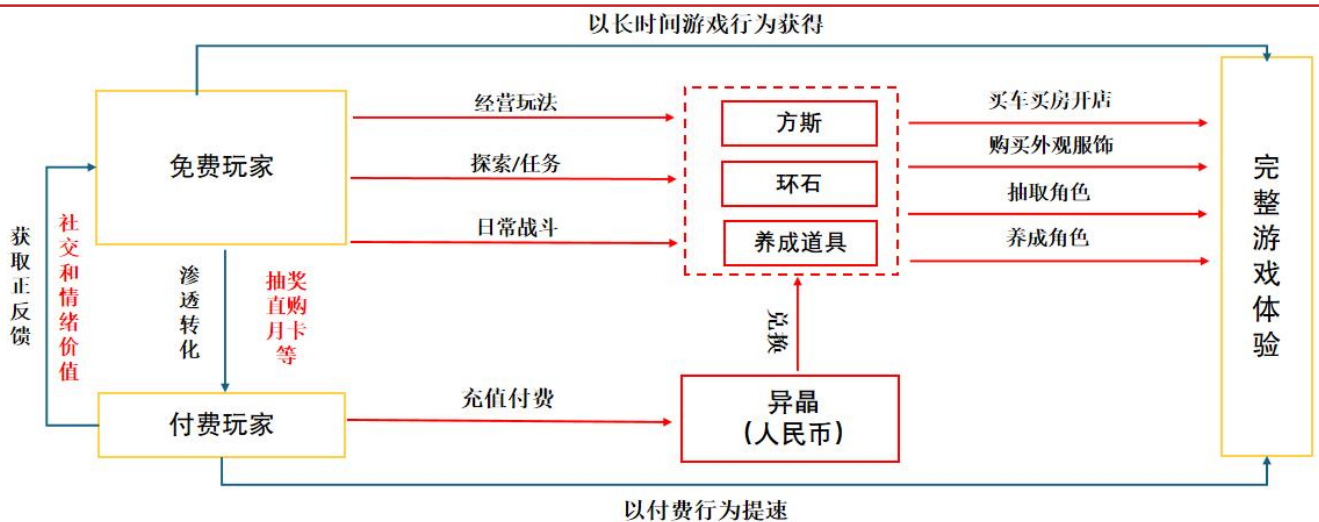 以长时间游戏行为获得
经营玩法
方斯
买车买房开店
免费玩家
探索/任务
环石
购买外观服饰
抽取角色
日常战斗
养成道具
养成角色
完整游戏体验
获取正反馈
社交和情绪价值
渗透转化
抽奖
直购
月卡
等
兑换
付费玩家
充值付费
异晶
(人民币)
以付费行为提速